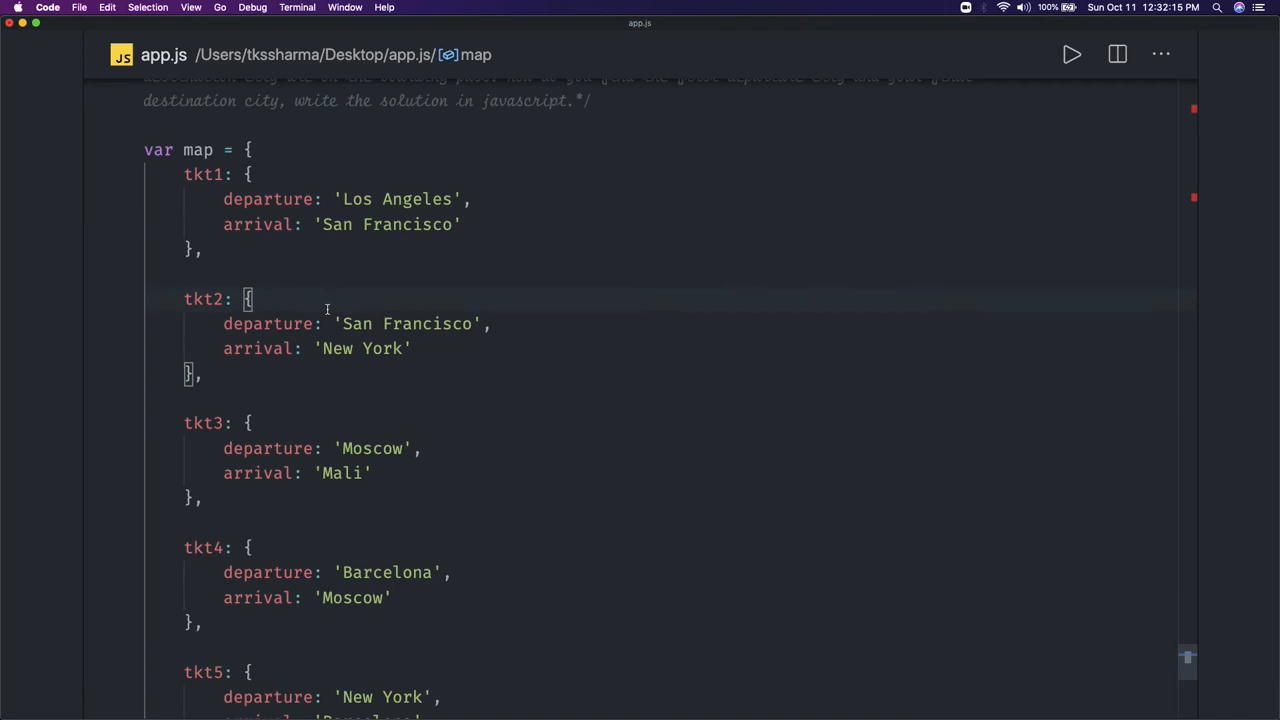 Code File Edit Selection View Go Debug Terminal Window Help 100% Sun Oct 11 12:32:15 PM
app.js
JS app.js /Users/tkssharma/Desktop/app.js/ map
destination city, write the solution in javascript.*/
var map = {
tkt1: {
departure: 'Los Angeles',
arrival: 'San Francisco'
},
tkt2: {
departure: 'San Francisco',
arrival: 'New York'
},
tkt3: {
departure: 'Moscow',
arrival: 'Mali'
},
tkt4: {
departure: 'Barcelona',
arrival: 'Moscow'
},
tkt5: {
departure: 'New York',